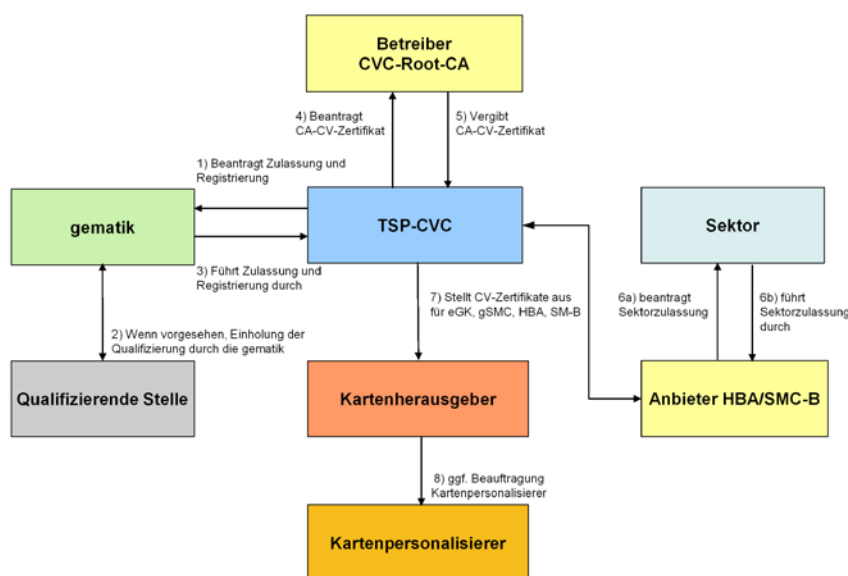 Betreiber
CVC-Root-CA
4) Beantragt
CA-CV-Zertifikat
5) Vergibt
CA-CV-Zertifikat
1) Beantragt Zulassung und
Registrierung
gematik
TSP-CVC
Sektor
3) Führt Zulassung und
Registrierung durch
7) Stellt CV-Zertifikate aus
für eGK, gSMC, HBA, SM-B
6a) beantragt
Sektorzulassung
6b) führt
Sektorzulassung
durch
2) Wenn vorgesehen, Einholung der
Qualifizierung durch die gematik
Qualifizierende Stelle
Kartenherausgeber
Anbieter HBA/SMC-B
8) ggf. Beauftragung
Kartenpersonalisierer
Kartenpersonalisierer